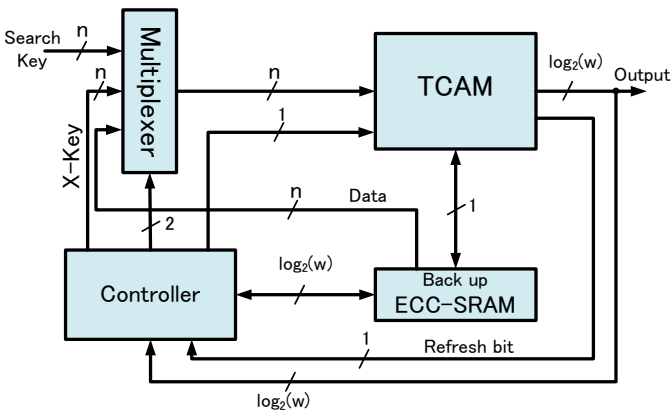 Search
Key
n
n
X-Key
Multiplexer
n
1
TCAM
log2(w)
Output
2
n
Data
1
Controller
log2(w)
Back up
ECC-SRAM
1
Refresh bit
log2(w)